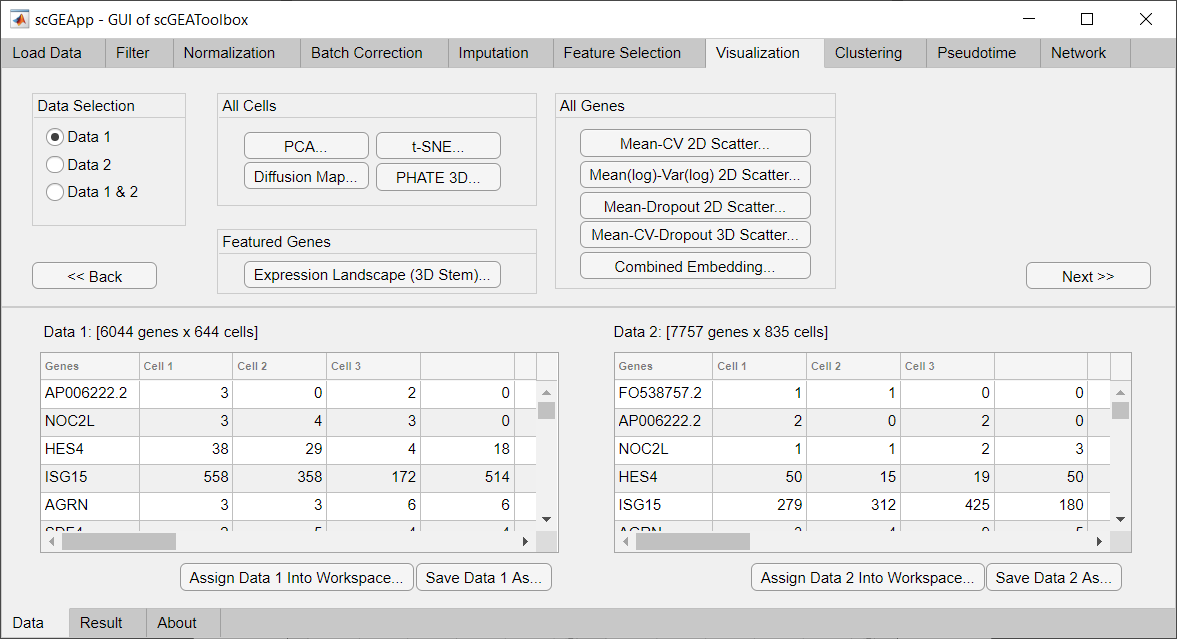 scGEApp - GUI of scGEAToolbox
Load Data Filter Normalization Batch Correction Imputation Feature Selection Visualization Clustering Pseudotime Network
Data Selection
Data 1
Data 2
Data 1 & 2
<< Back
All Cells
PCA... t-SNE...
Diffusion Map... PHATE 3D...
Featured Genes
Expression Landscape (3D Stem)...
All Genes
Mean-CV 2D Scatter...
Mean(log)-Var(log) 2D Scatter...
Mean-Dropout 2D Scatter...
Mean-CV-Dropout 3D Scatter...
Combined Embedding...
Next >>
Data 1: [6044 genes x 644 cells]
Genes Cell 1 Cell 2 Cell 3
AP006222.2 3 0 2 0
NOC2L 3 4 3 0
HES4 38 29 4 18
ISG15 558 358 172 514
AGRN 3 3 6 6
Assign Data 1 Into Workspace... Save Data 1 As...
Data 2: [7757 genes x 835 cells]
Genes Cell 1 Cell 2 Cell 3
FO538757.2 1 1 0 0
AP006222.2 2 0 2 0
NOC2L 1 1 2 3
HES4 50 15 19 50
ISG15 279 312 425 180
Assign Data 2 Into Workspace... Save Data 2 As...
Data Result About